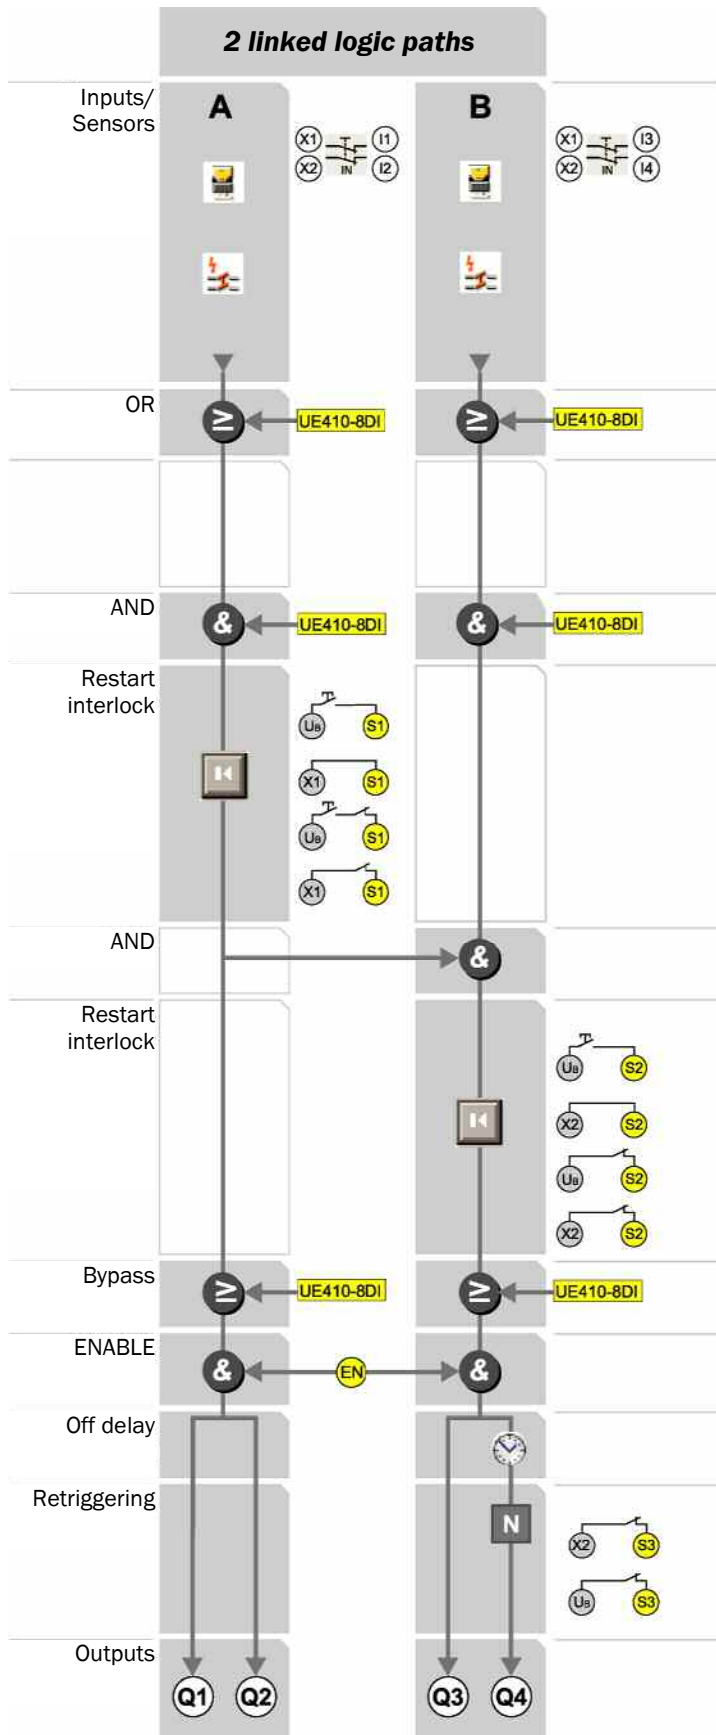 2 linked logic paths
Inputs/
Sensors
A
X1 I1
X2 IN I2
B
X1 I3
X2 IN I4
OR
≥ UE410-8DI
≥ UE410-8DI
AND
& UE410-8DI
& UE410-8DI
Restart
interlock
UB S1
X1 S1
UB S1
X1 S1
AND
&
Restart
interlock
UB S2
X2 S2
UB S2
X2 S2
Bypass
≥ UE410-8DI
≥ UE410-8DI
ENABLE
& EN &
Off delay
Retriggering
N
X2 S3
UB S3
Outputs
Q1 Q2 Q3 Q4